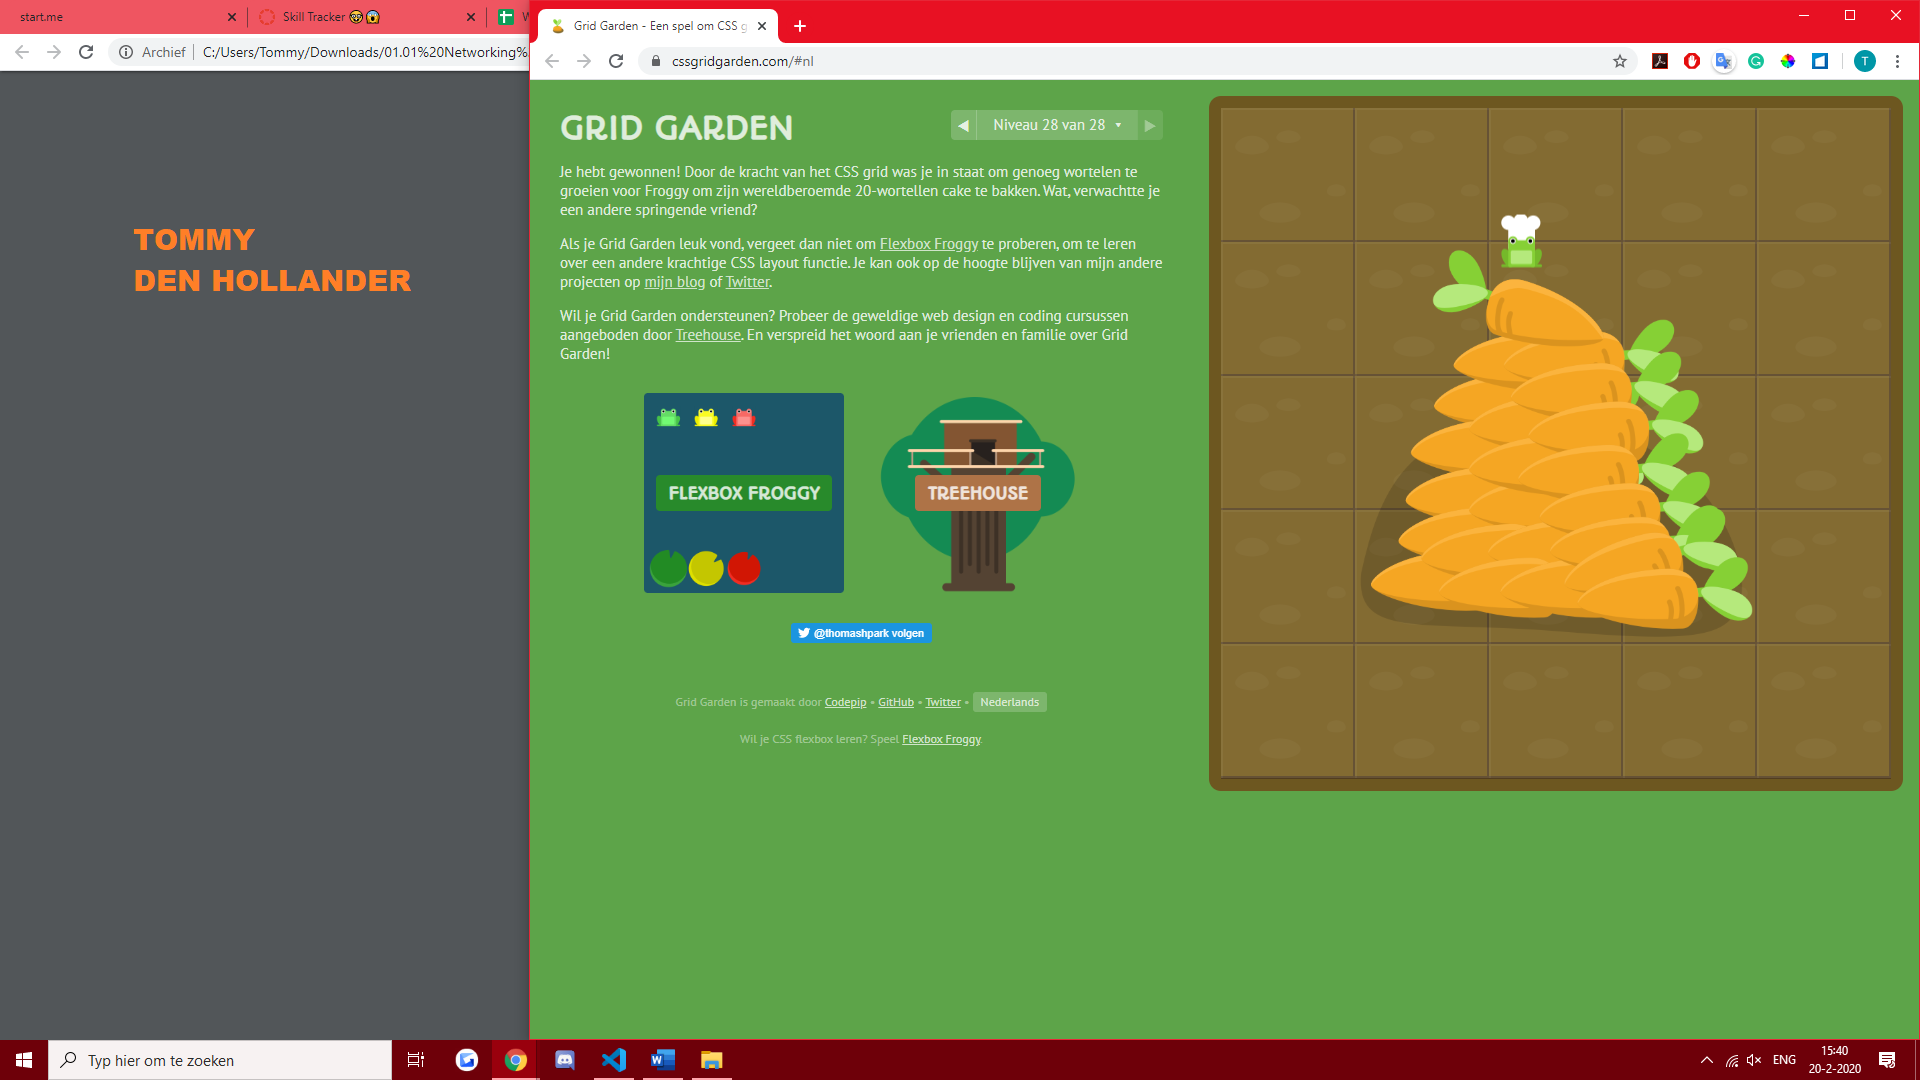 start.me
Skill Tracker 🤓😱
Grid Garden - Een spel om CSS g
Archief
C:/Users/Tommy/Downloads/01.01%20Networking%
cssgridgarden.com/#nl
T
TOMMY
DEN HOLLANDER
GRID GARDEN
Niveau 28 van 28
Je hebt gewonnen! Door de kracht van het CSS grid was je in staat om genoeg wortelen te
groeien voor Froggy om zijn wereldberoemde 20-wortellen cake te bakken. Wat, verwachtte je
een andere springende vriend?
Als je Grid Garden leuk vond, vergeet dan niet om Flexbox Froggy te proberen, om te leren
over een andere krachtige CSS layout functie. Je kan ook op de hoogte blijven van mijn andere
projecten op mijn blog of Twitter.
Wil je Grid Garden ondersteunen? Probeer de geweldige web design en coding cursussen
aangeboden door Treehouse. En verspreid het woord aan je vrienden en familie over Grid
Garden!
FLEXBOX FROGGY
TREEHOUSE
@thomashpark volgen
Grid Garden is gemaakt door Codepip • GitHub • Twitter • Nederlands
Wil je CSS flexbox leren? Speel Flexbox Froggy.
Typ hier om te zoeken
ENG
15:40
20-2-2020